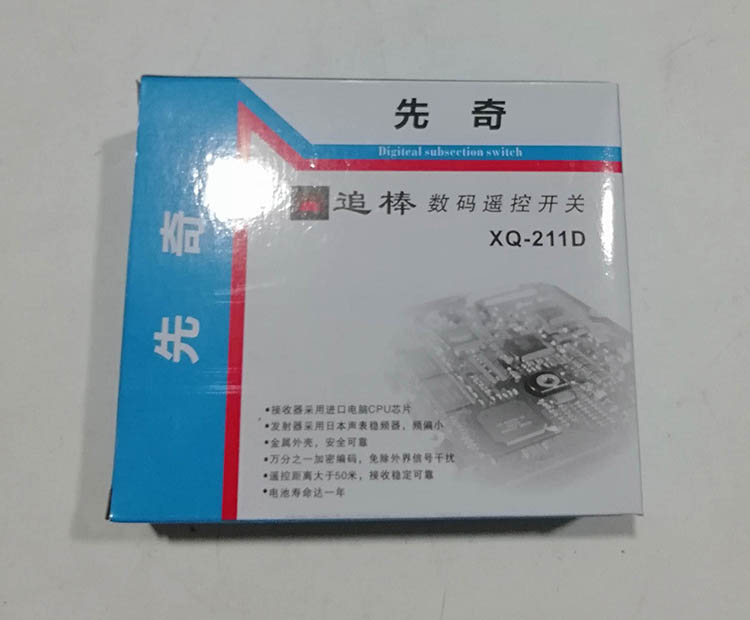 先奇
Digiteal subsection switch
追棒 数码遥控开关
XQ-211D
先奇
•接收器采用进口电脑CPU芯片
•发射器采用日本声表稳频器，频偏小
•金属外壳，安全可靠
•万分之一加密编码，免除外界信号干扰
•遥控距离大于50米，接收稳定可靠
•电池寿命达一年